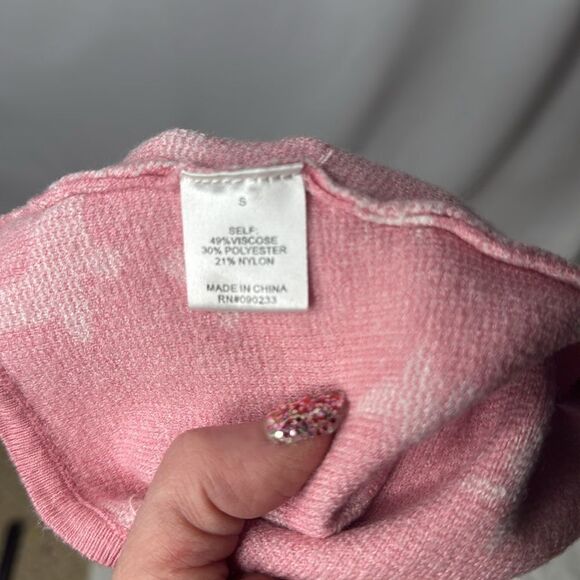 S
SELF:
49%VISCOSE
30% POLYESTER
21% NYLON
MADE IN CHINA
RN#090233